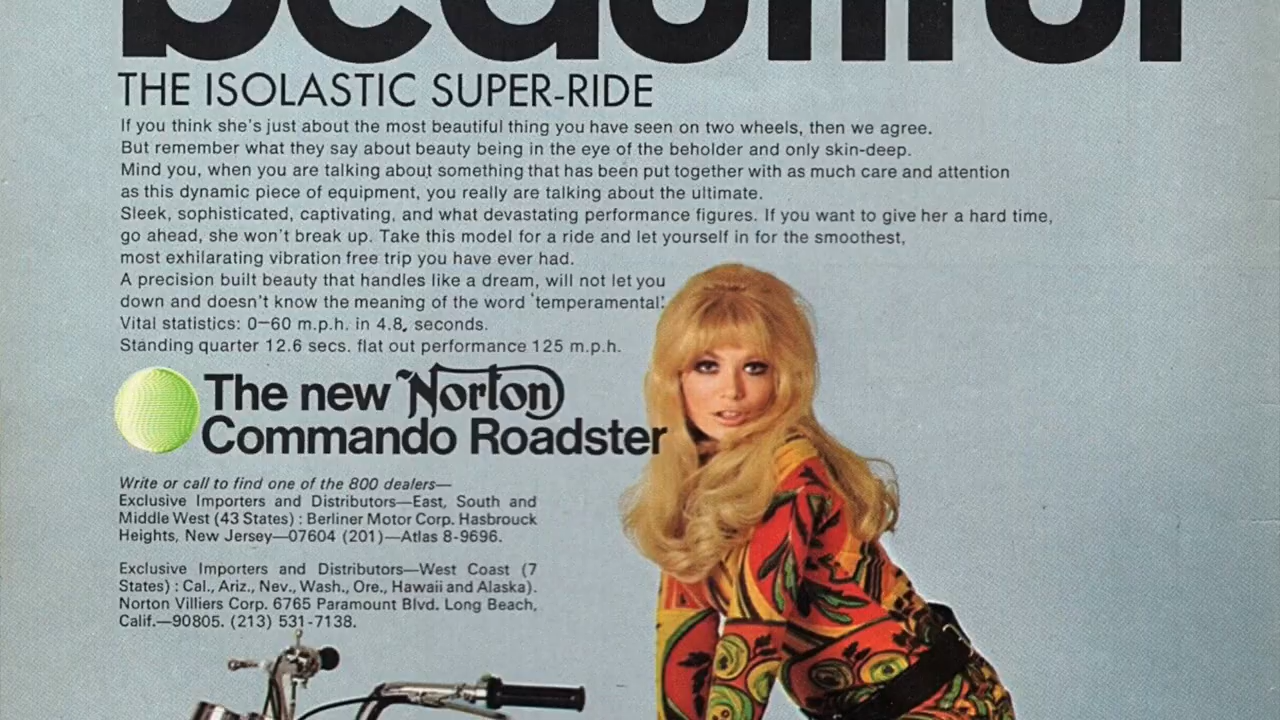 beautiful
THE ISOLASTIC SUPER-RIDE
If you think she's just about the most beautiful thing you have seen on two wheels, then we agree.
But remember what they say about beauty being in the eye of the beholder and only skin-deep.
Mind you, when you are talking about something that has been put together with as much care and attention
as this dynamic piece of equipment, you really are talking about the ultimate.
Sleek, sophisticated, captivating, and what devastating performance figures. If you want to give her a hard time,
go ahead, she won't break up. Take this model for a ride and let yourself in for the smoothest,
most exhilarating vibration free trip you have ever had.
A precision built beauty that handles like a dream, will not let you
down and doesn't know the meaning of the word 'temperamental'.
Vital statistics: 0–60 m.p.h. in 4.8, seconds.
Standing quarter 12.6 secs. flat out performance 125 m.p.h.
The new Norton
Commando Roadster
Write or call to find one of the 800 dealers—
Exclusive Importers and Distributors—East, South and
Middle West (43 States) : Berliner Motor Corp. Hasbrouck
Heights, New Jersey—07604 (201)—Atlas 8-9696.
Exclusive Importers and Distributors—West Coast (7
States) : Cal., Ariz., Nev., Wash., Ore., Hawaii and Alaska).
Norton Villiers Corp. 6765 Paramount Blvd. Long Beach,
Calif.—90805. (213) 531-7138.